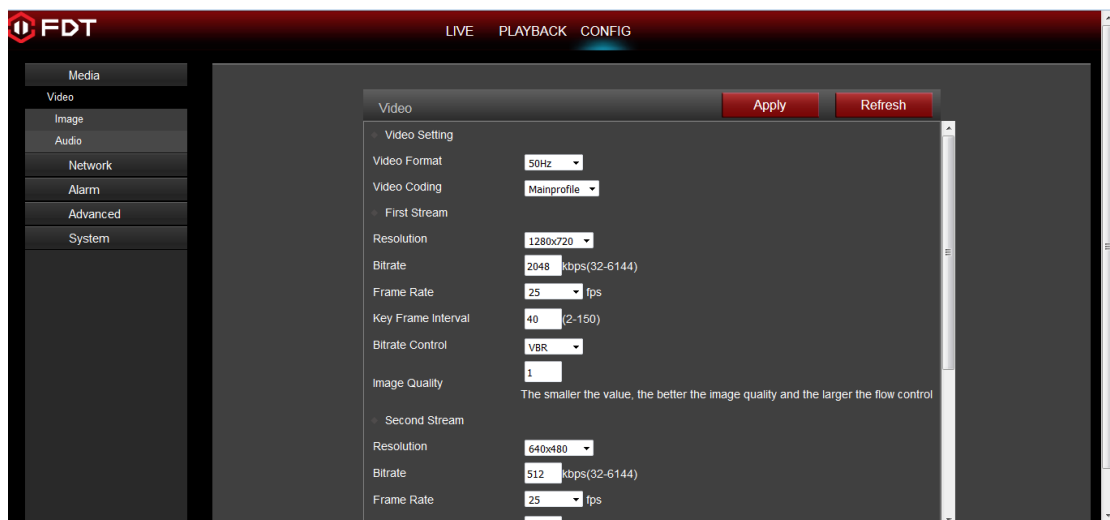 FDT
LIVE PLAYBACK CONFIG
Media
Video
Image
Audio
Network
Alarm
Advanced
System
Video Apply Refresh
Video Setting
Video Format 50Hz
Video Coding Mainprofile
First Stream
Resolution 1280x720
Bitrate 2048 kbps(32-6144)
Frame Rate 25 fps
Key Frame Interval 40 (2-150)
Bitrate Control VBR
Image Quality 1
The smaller the value, the better the image quality and the larger the flow control
Second Stream
Resolution 640x480
Bitrate 512 kbps(32-6144)
Frame Rate 25 fps